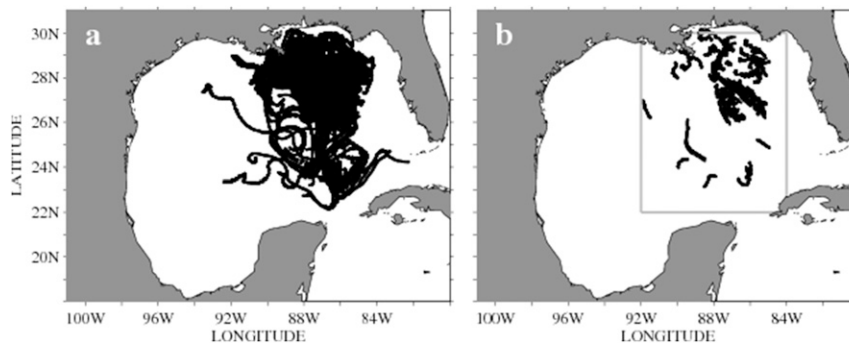 a
b
30N
28N
26N
24N
22N
20N
LATITUDE
100W 96W 92W 88W 84W
100W 96W 92W 88W 84W
LONGITUDE
LONGITUDE